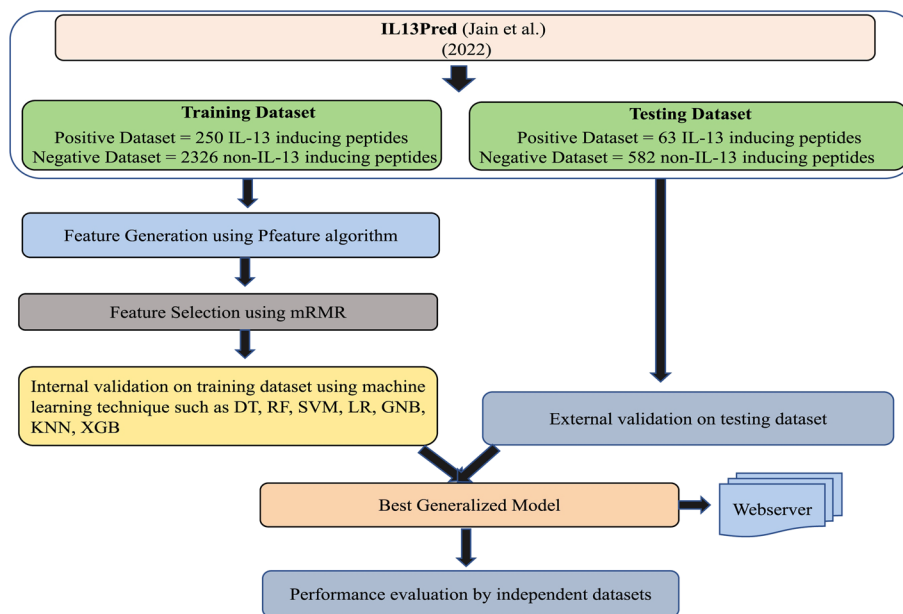 IL13Pred (Jain et al.)
(2022)
Training Dataset
Positive Dataset = 250 IL-13 inducing peptides
Negative Dataset = 2326 non-IL-13 inducing peptides
Testing Dataset
Positive Dataset = 63 IL-13 inducing peptides
Negative Dataset = 582 non-IL-13 inducing peptides
Feature Generation using Pfeature algorithm
Feature Selection using mRMR
Internal validation on training dataset using machine
learning technique such as DT, RF, SVM, LR, GNB,
KNN, XGB
External validation on testing dataset
Best Generalized Model
Webserver
Performance evaluation by independent datasets